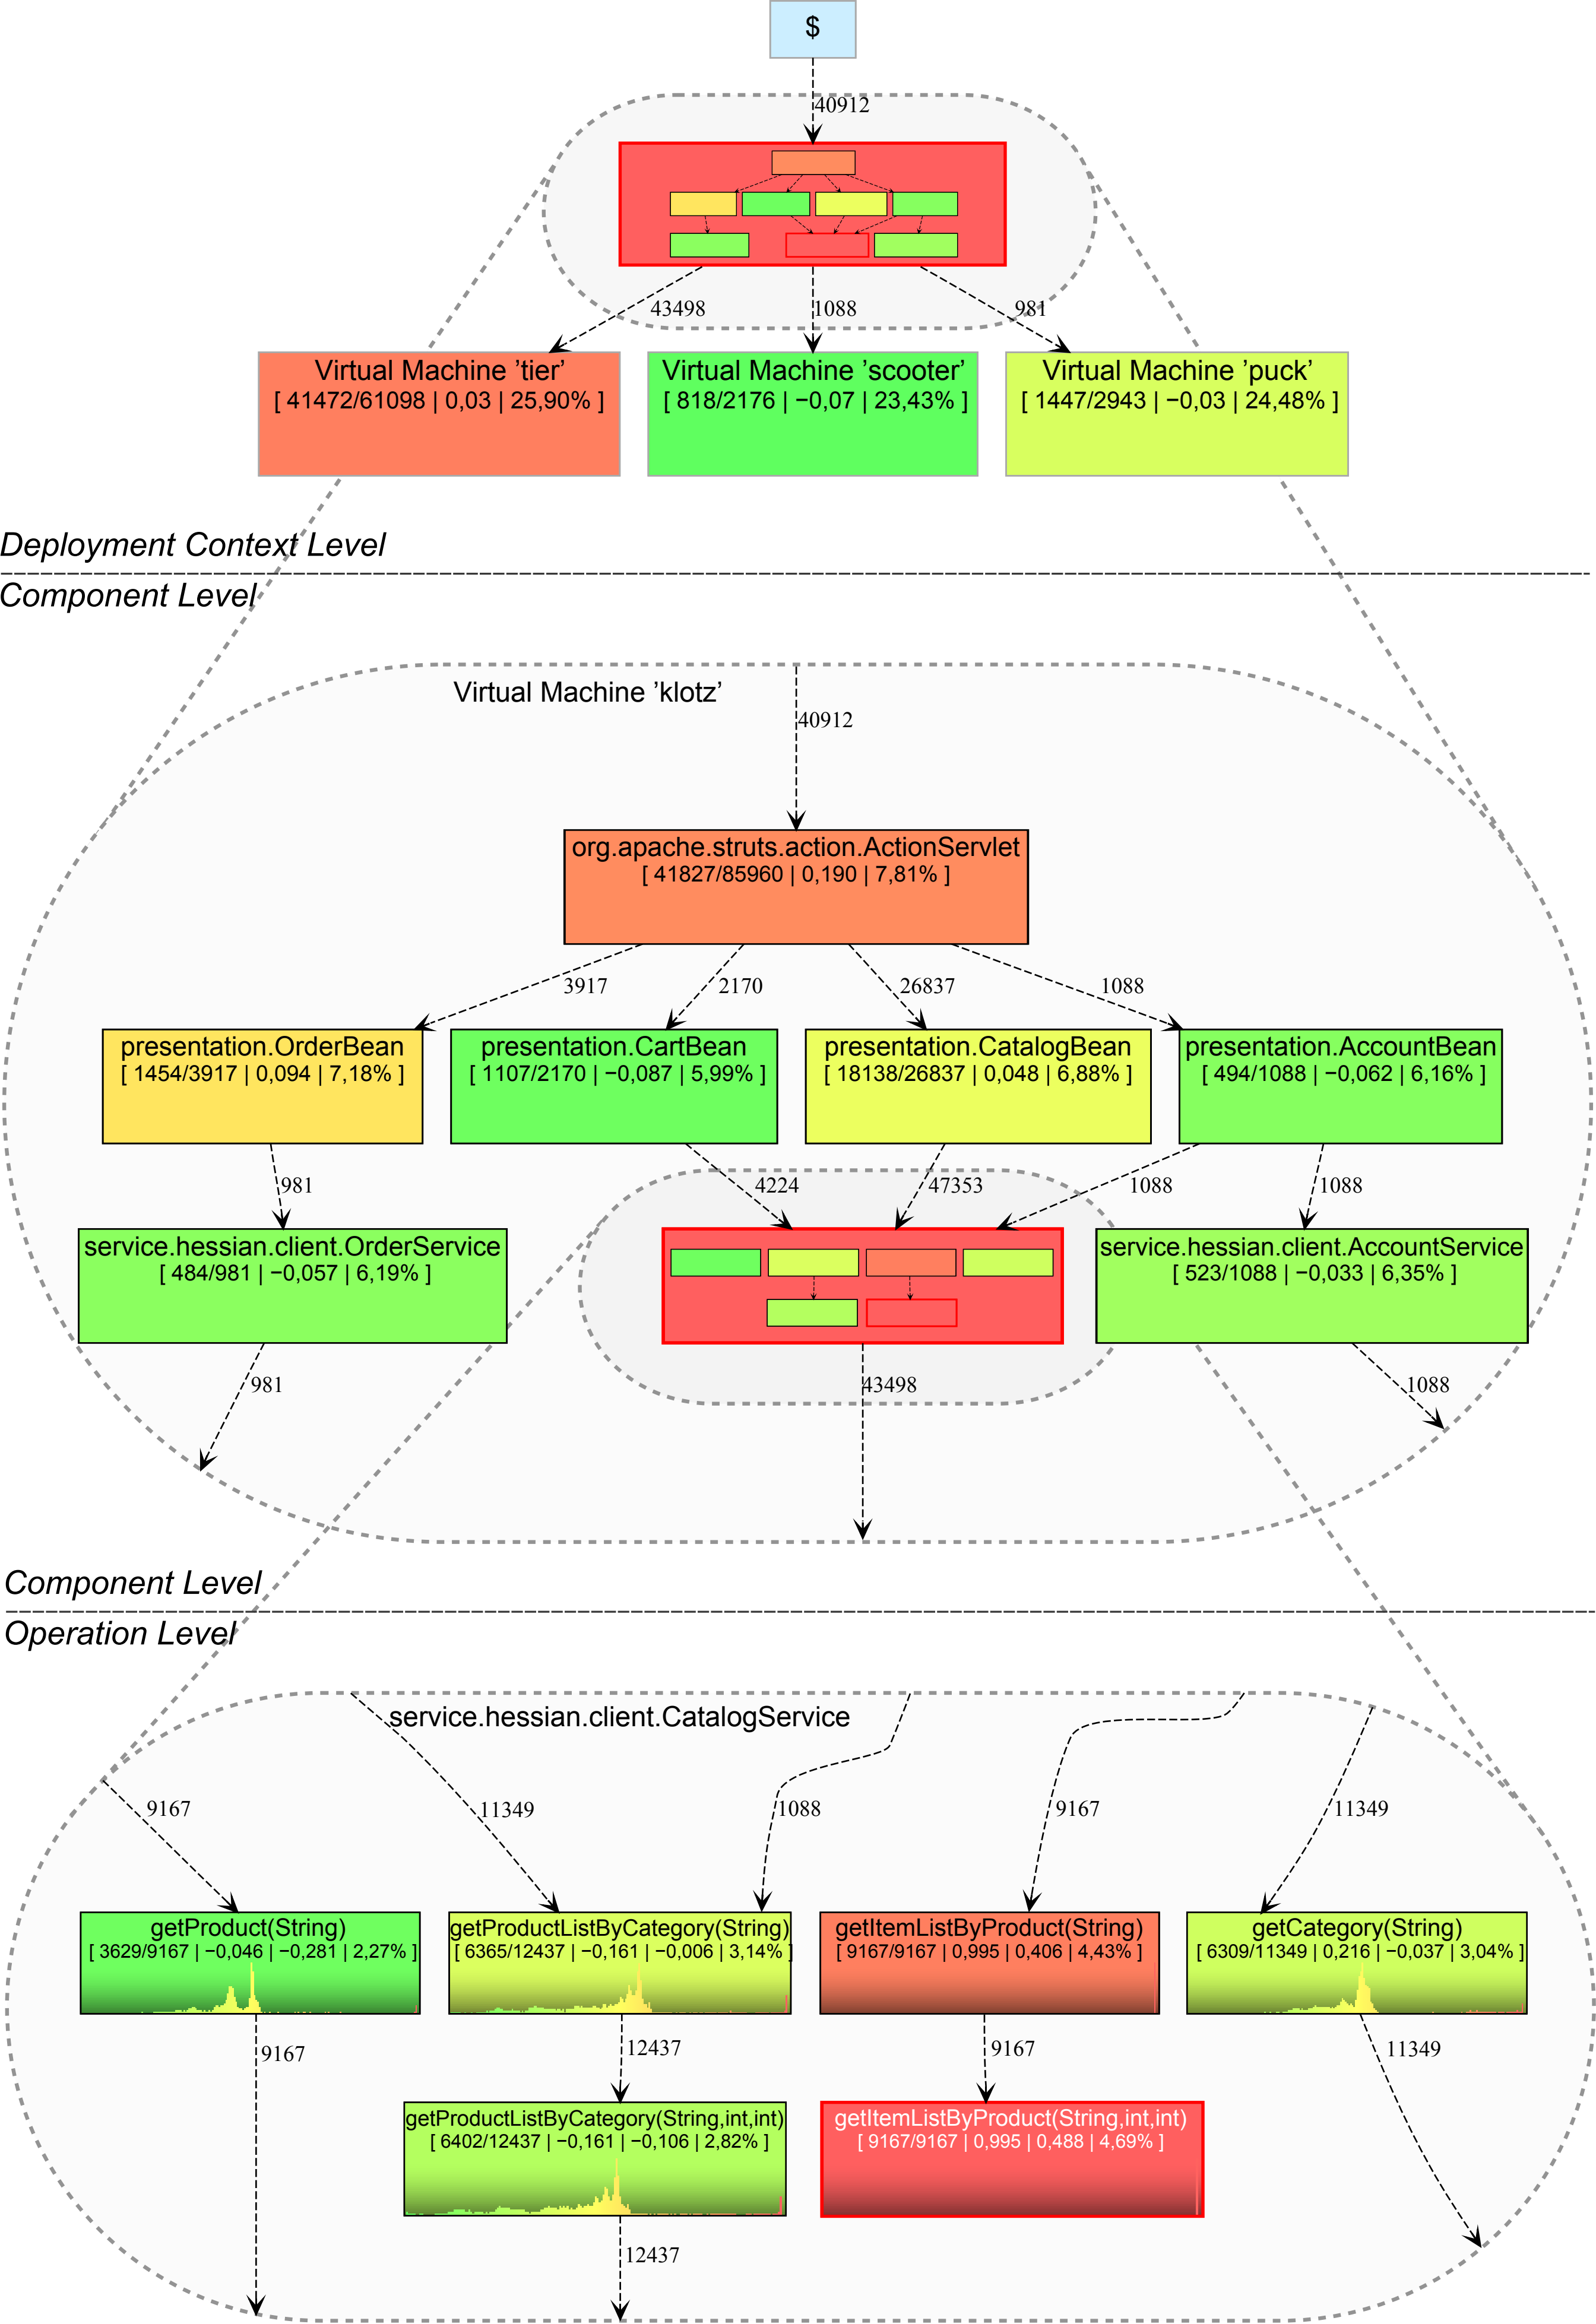 $
40912
43498
1088
981
Virtual Machine ’tier’
[ 41472/61098 | 0,03 | 25,90% ]
Virtual Machine ’scooter’
[ 818/2176 | −0,07 | 23,43% ]
Virtual Machine ’puck’
[ 1447/2943 | −0,03 | 24,48% ]
Deployment Context Level
Component Level
Virtual Machine ’klotz’
40912
org.apache.struts.action.ActionServlet
[ 41827/85960 | 0,190 | 7,81% ]
3917
2170
26837
1088
presentation.OrderBean
[ 1454/3917 | 0,094 | 7,18% ]
presentation.CartBean
[ 1107/2170 | −0,087 | 5,99% ]
presentation.CatalogBean
[ 18138/26837 | 0,048 | 6,88% ]
presentation.AccountBean
[ 494/1088 | −0,062 | 6,16% ]
981
4224
47353
1088
1088
service.hessian.client.OrderService
[ 484/981 | −0,057 | 6,19% ]
service.hessian.client.AccountService
[ 523/1088 | −0,033 | 6,35% ]
981
43498
1088
Component Level
Operation Level
service.hessian.client.CatalogService
9167
11349
1088
9167
11349
getProduct(String)
[ 3629/9167 | −0,046 | −0,281 | 2,27% ]
getProductListByCategory(String)
[ 6365/12437 | −0,161 | −0,006 | 3,14% ]
getItemListByProduct(String)
[ 9167/9167 | 0,995 | 0,406 | 4,43% ]
getCategory(String)
[ 6309/11349 | 0,216 | −0,037 | 3,04% ]
9167
12437
9167
11349
getProductListByCategory(String,int,int)
[ 6402/12437 | −0,161 | −0,106 | 2,82% ]
getItemListByProduct(String,int,int)
[ 9167/9167 | 0,995 | 0,488 | 4,69% ]
12437